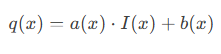 q(x) = a(x) · I(x) + b(x)